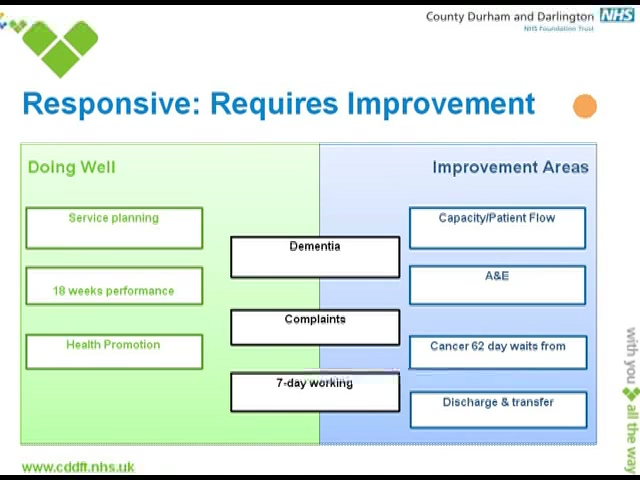 County Durham and Darlington NHS
NHS Foundation Trust
Responsive: Requires Improvement
Doing Well
Improvement Areas
Service planning
18 weeks performance
Health Promotion
Dementia
Complaints
7-day working
Capacity/Patient Flow
A&E
Cancer 62 day waits from
Discharge & transfer
with you all the way
www.cddft.nhs.uk